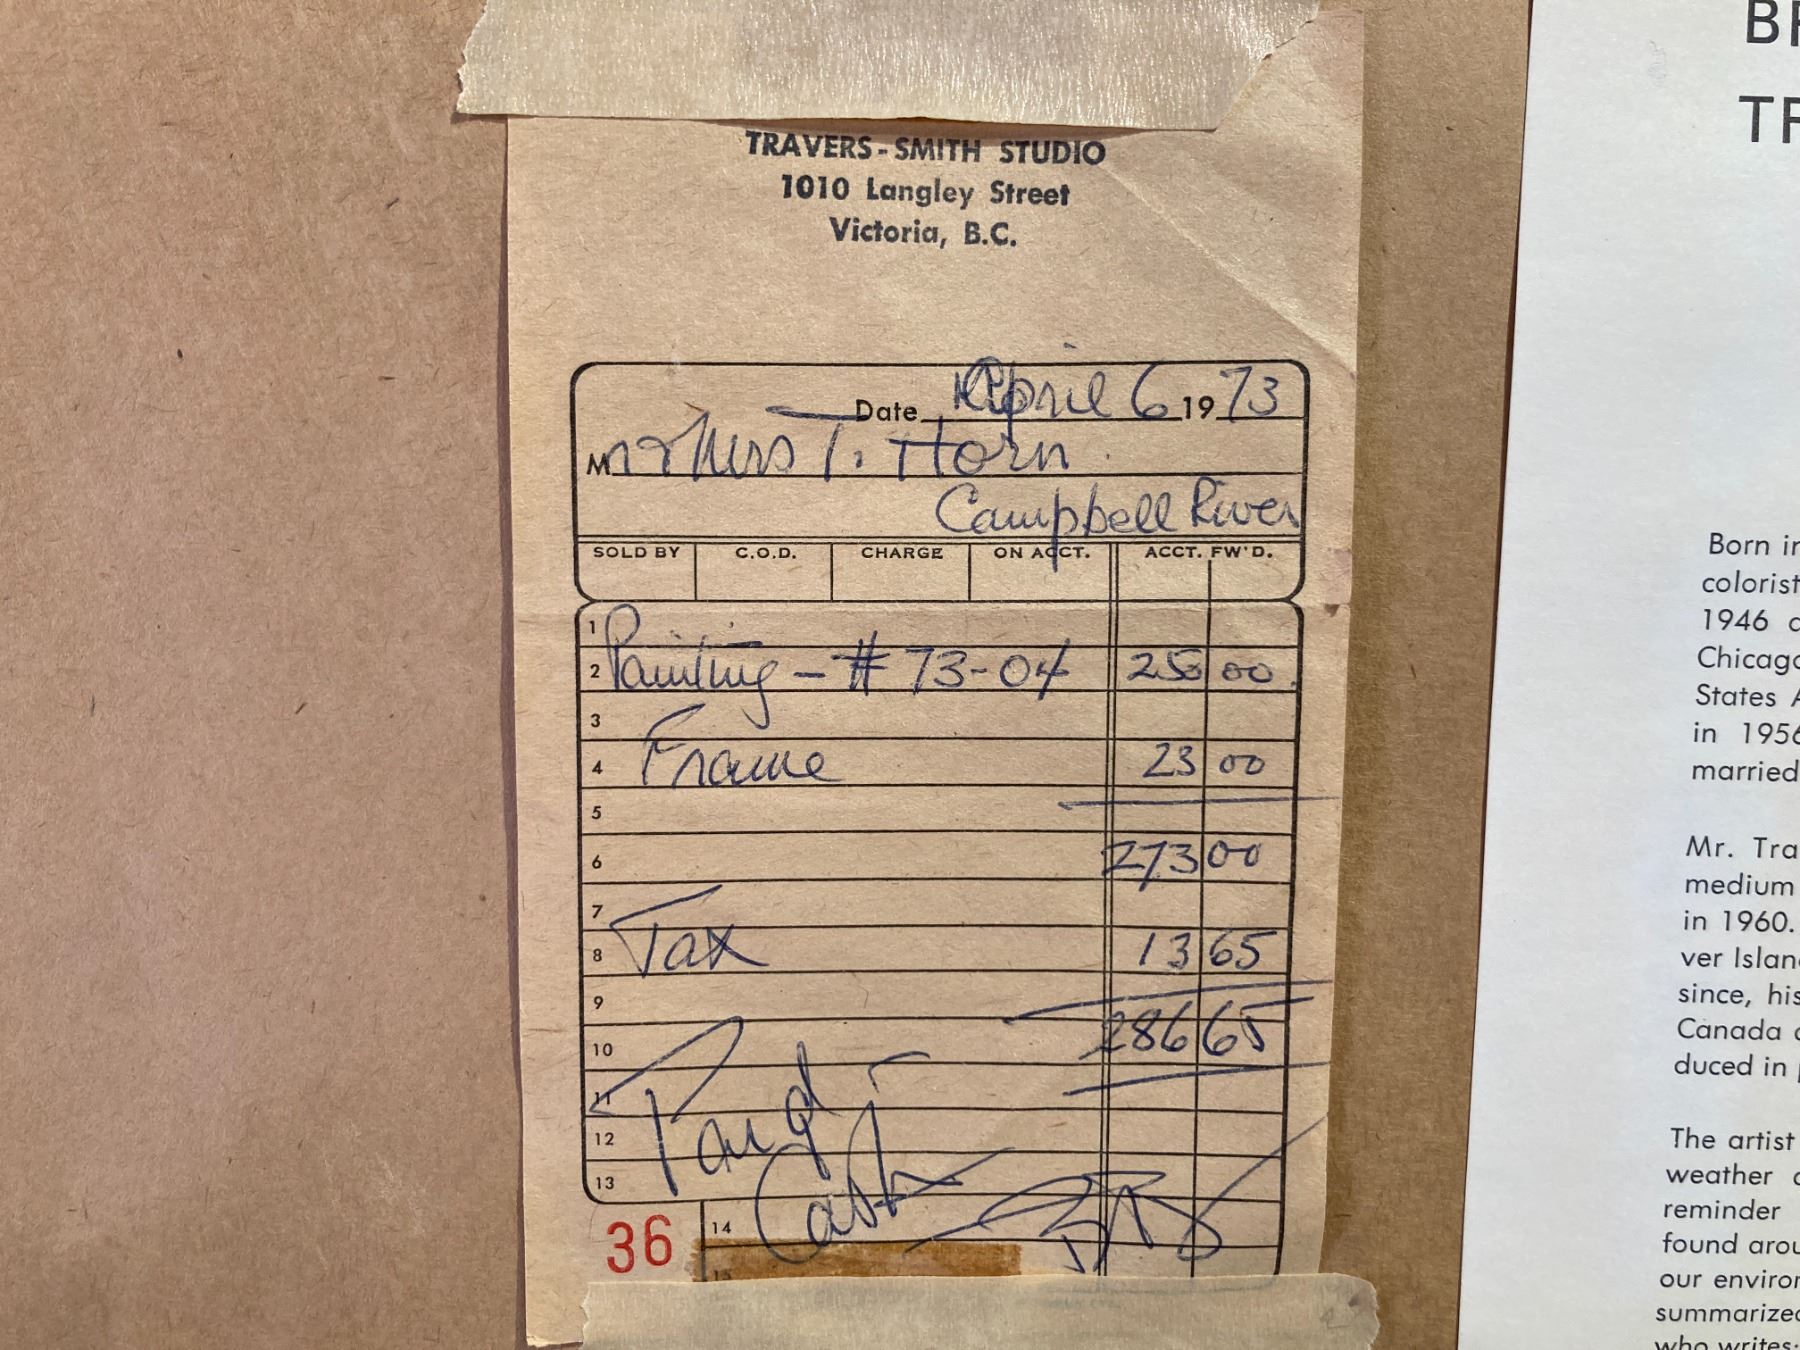 TRAVERS-SMITH STUDIO
1010 Langley Street
Victoria, B.C.
Date April 6 1973
Mr & Mrs T. Horn
Campbell River
SOLD BY C.O.D. CHARGE ON ACCT. ACCT. FW'D.
1
2 Painting - # 73-04 250 00
3
4 Frame 23 00
5
6 273 00
7
8 Tax 13 65
9
10 286 65
11
12 Paid
13
36 14 Cash
15
Born in
colorist
1946
Chicago
States A
in 1956
married
Mr. Tra
medium
in 1960.
ver Islan
since, his
Canada
duced in
The artist
weather
reminder
found arou
our enviro
summarized
who writes: